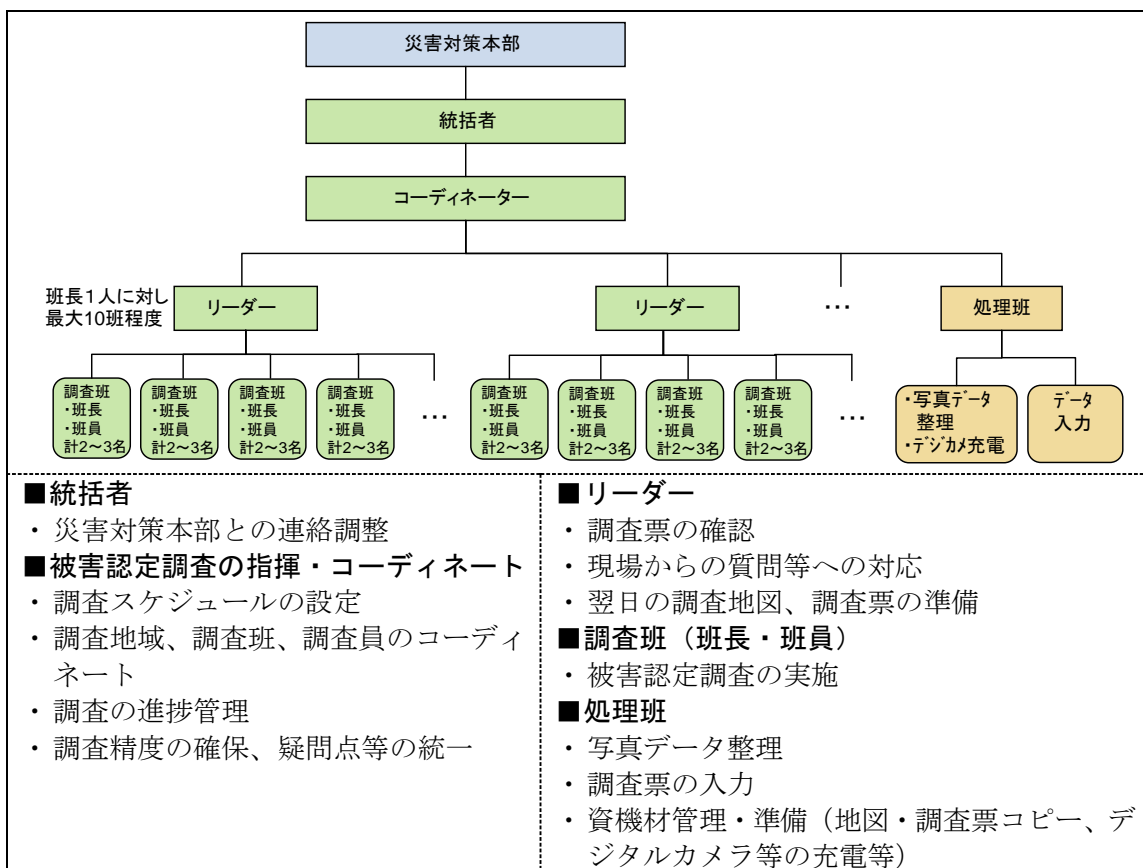 災害対策本部
統括者
コーディネーター
班長１人に対し
最大10班程度
リーダー
リーダー
…
処理班
調査班
・班長
・班員
計2～3名
調査班
・班長
・班員
計2～3名
調査班
・班長
・班員
計2～3名
調査班
・班長
・班員
計2～3名
…
調査班
・班長
・班員
計2～3名
調査班
・班長
・班員
計2～3名
調査班
・班長
・班員
計2～3名
調査班
・班長
・班員
計2～3名
…
・写真データ
整理
・デジカメ充電
データ
入力
■統括者
・災害対策本部との連絡調整
■被害認定調査の指揮・コーディネート
・調査スケジュールの設定
・調査地域、調査班、調査員のコーディ
ネート
・調査の進捗管理
・調査精度の確保、疑問点等の統一
■リーダー
・調査票の確認
・現場からの質問等への対応
・翌日の調査地図、調査票の準備
■調査班（班長・班員）
・被害認定調査の実施
■処理班
・写真データ整理
・調査票の入力
・資機材管理・準備（地図・調査票コピー、デ
ジタルカメラ等の充電等）